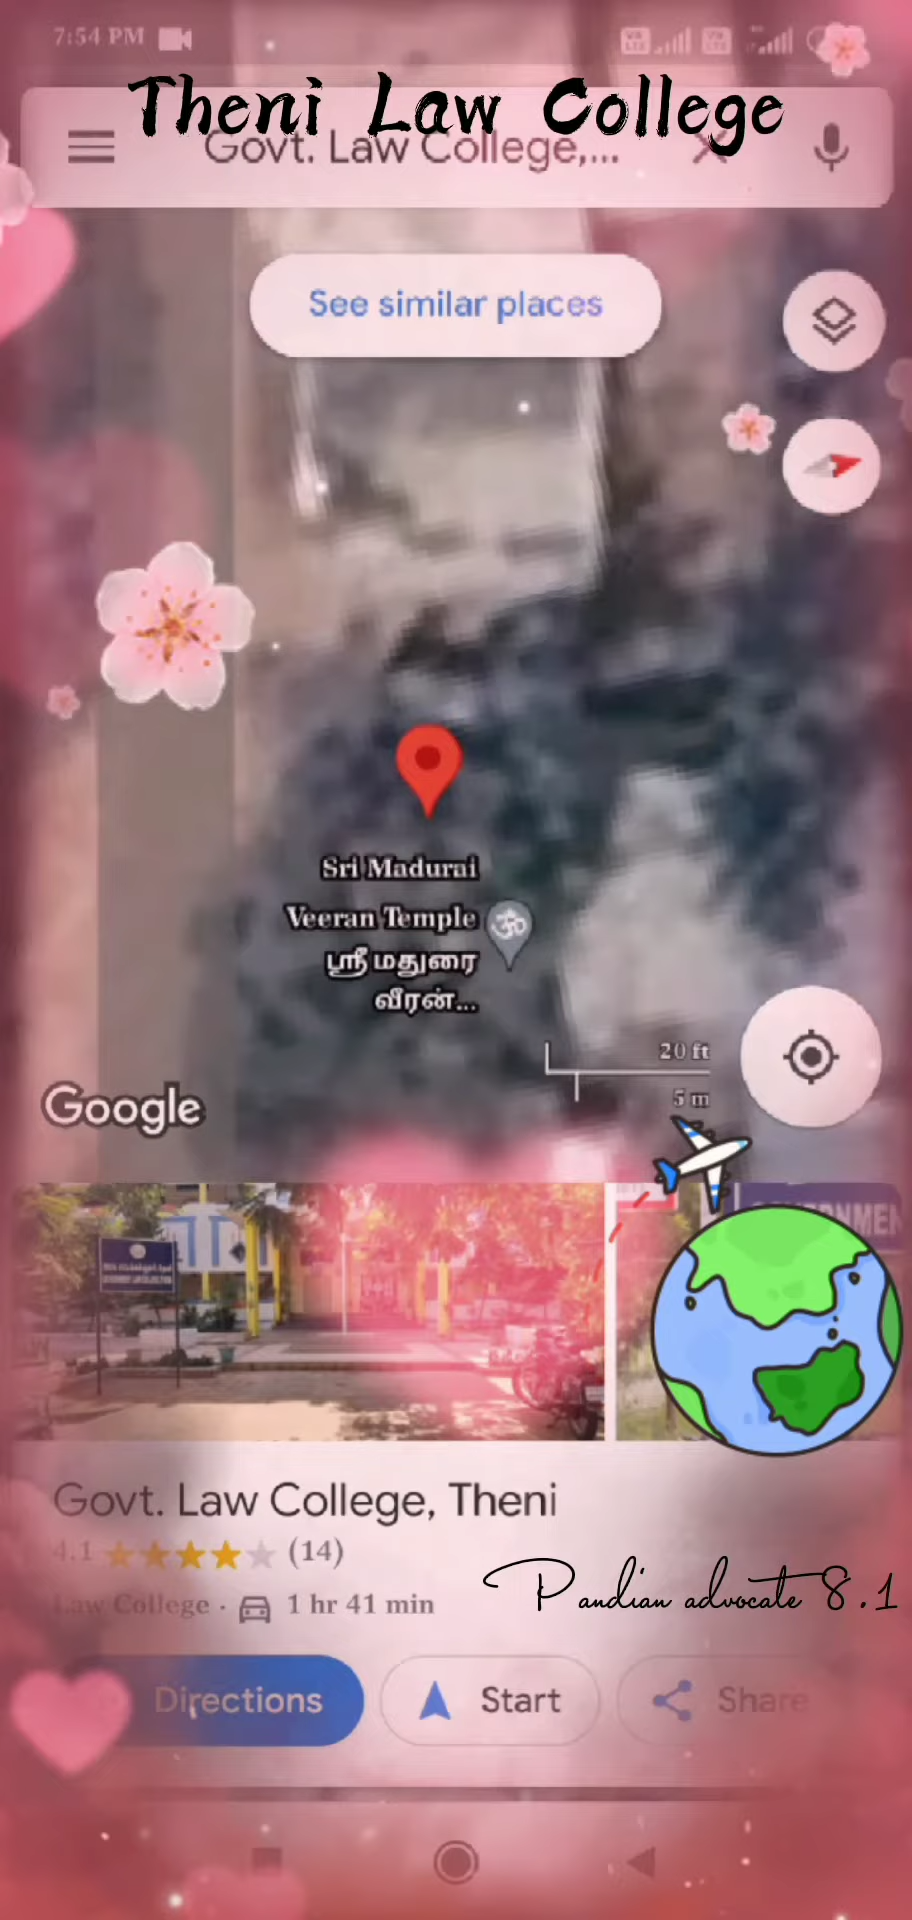 7:54 PM
Theni Law College
Govt. Law College,...
See similar places
Sri Madurai
Veeran Temple
ஸ்ரீ மதுரை
வீரன்...
20 ft
5 m
Google
Govt. Law College, Theni
4.1 (14)
Pandian advocate 8.1
Law College · 1 hr 41 min
Directions
Start
Share